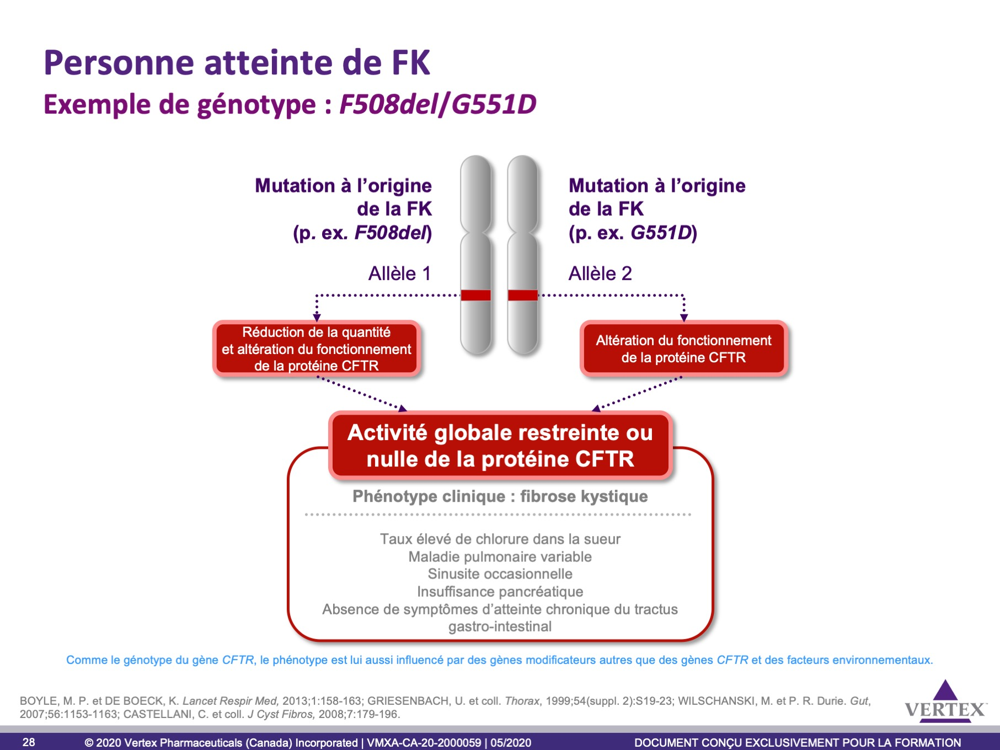 Personne atteinte de FK
Exemple de génotype : F508del/G551D
Mutation à l’origine
de la FK
(p. ex. F508del)
Allèle 1
Mutation à l’origine
de la FK
(p. ex. G551D)
Allèle 2
Réduction de la quantité
et altération du fonctionnement
de la protéine CFTR
Altération du fonctionnement
de la protéine CFTR
Activité globale restreinte ou
nulle de la protéine CFTR
Phénotype clinique : fibrose kystique
Taux élevé de chlorure dans la sueur
Maladie pulmonaire variable
Sinusite occasionnelle
Insuffisance pancréatique
Absence de symptômes d’atteinte chronique du tractus
gastro-intestinal
Comme le génotype du gène CFTR, le phénotype est lui aussi influencé par des gènes modificateurs autres que des gènes CFTR et des facteurs environnementaux.
BOYLE, M. P. et DE BOECK, K. Lancet Respir Med, 2013;1:158-163; GRIESENBACH, U. et coll. Thorax, 1999;54(suppl. 2):S19-23; WILSCHANSKI, M. et P. R. Durie. Gut,
2007;56:1153-1163; CASTELLANI, C. et coll. J Cyst Fibros, 2008;7:179-196.
VERTEX™
28
© 2020 Vertex Pharmaceuticals (Canada) Incorporated | VMXA-CA-20-2000059 | 05/2020
DOCUMENT CONÇU EXCLUSIVEMENT POUR LA FORMATION